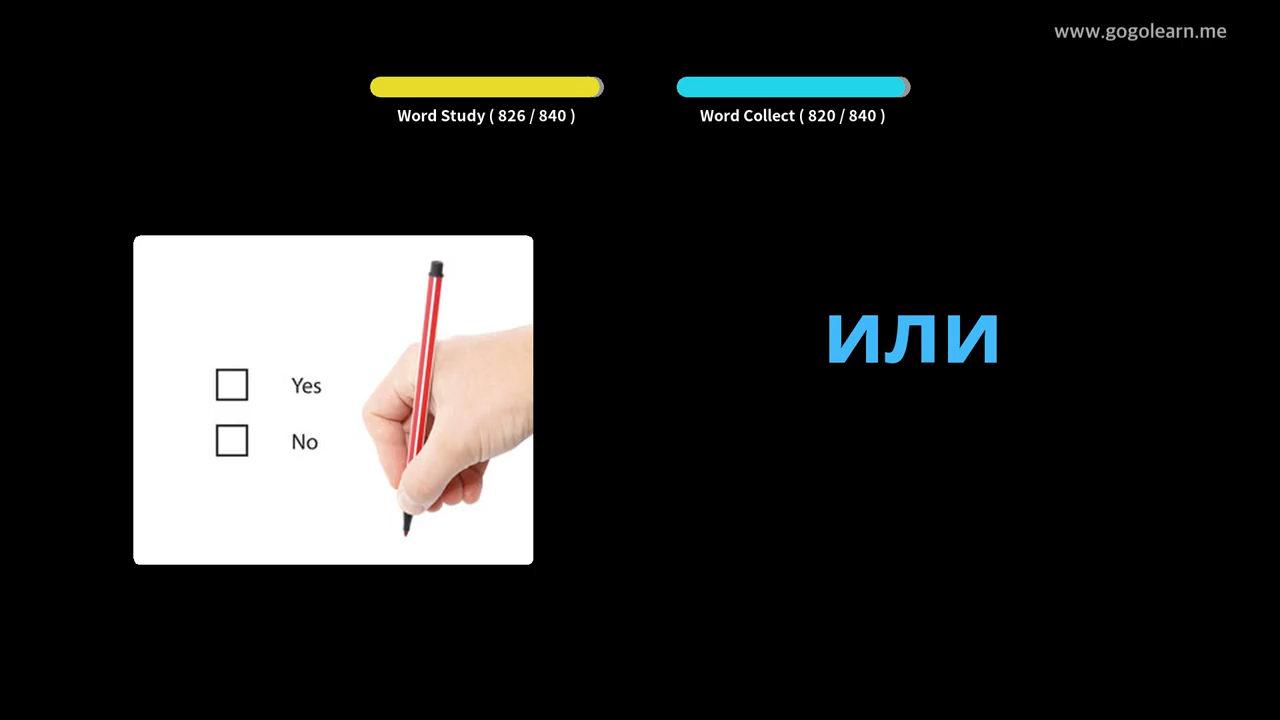 www.gogolearn.me
Word Study ( 826 / 840 )
Word Collect ( 820 / 840 )
Yes
No
или